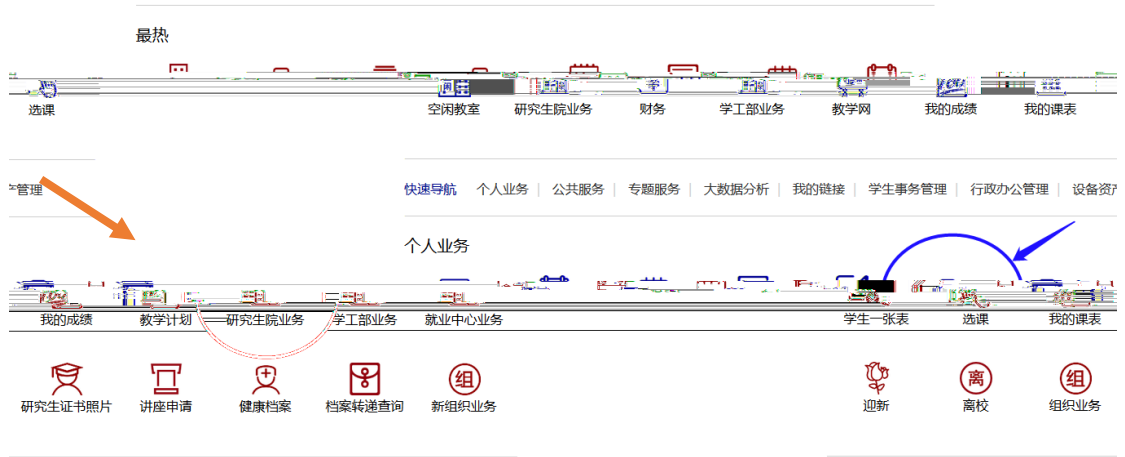 最热
选课 空闲教室 研究生院业务 财务 学工部业务 教学网 我的成绩 我的课表
产管理 快速导航 个人业务 | 公共服务 | 专题服务 | 大数据分析 | 我的链接 | 学生事务管理 | 行政办公管理 | 设备资产
个人业务
我的成绩 教学计划 研究生院业务 学工部业务 就业中心业务 学生一张表 选课 我的课表
组 离 组
研究生证书照片 讲座申请 健康档案 档案转递查询 新组织业务 迎新 离校 组织业务